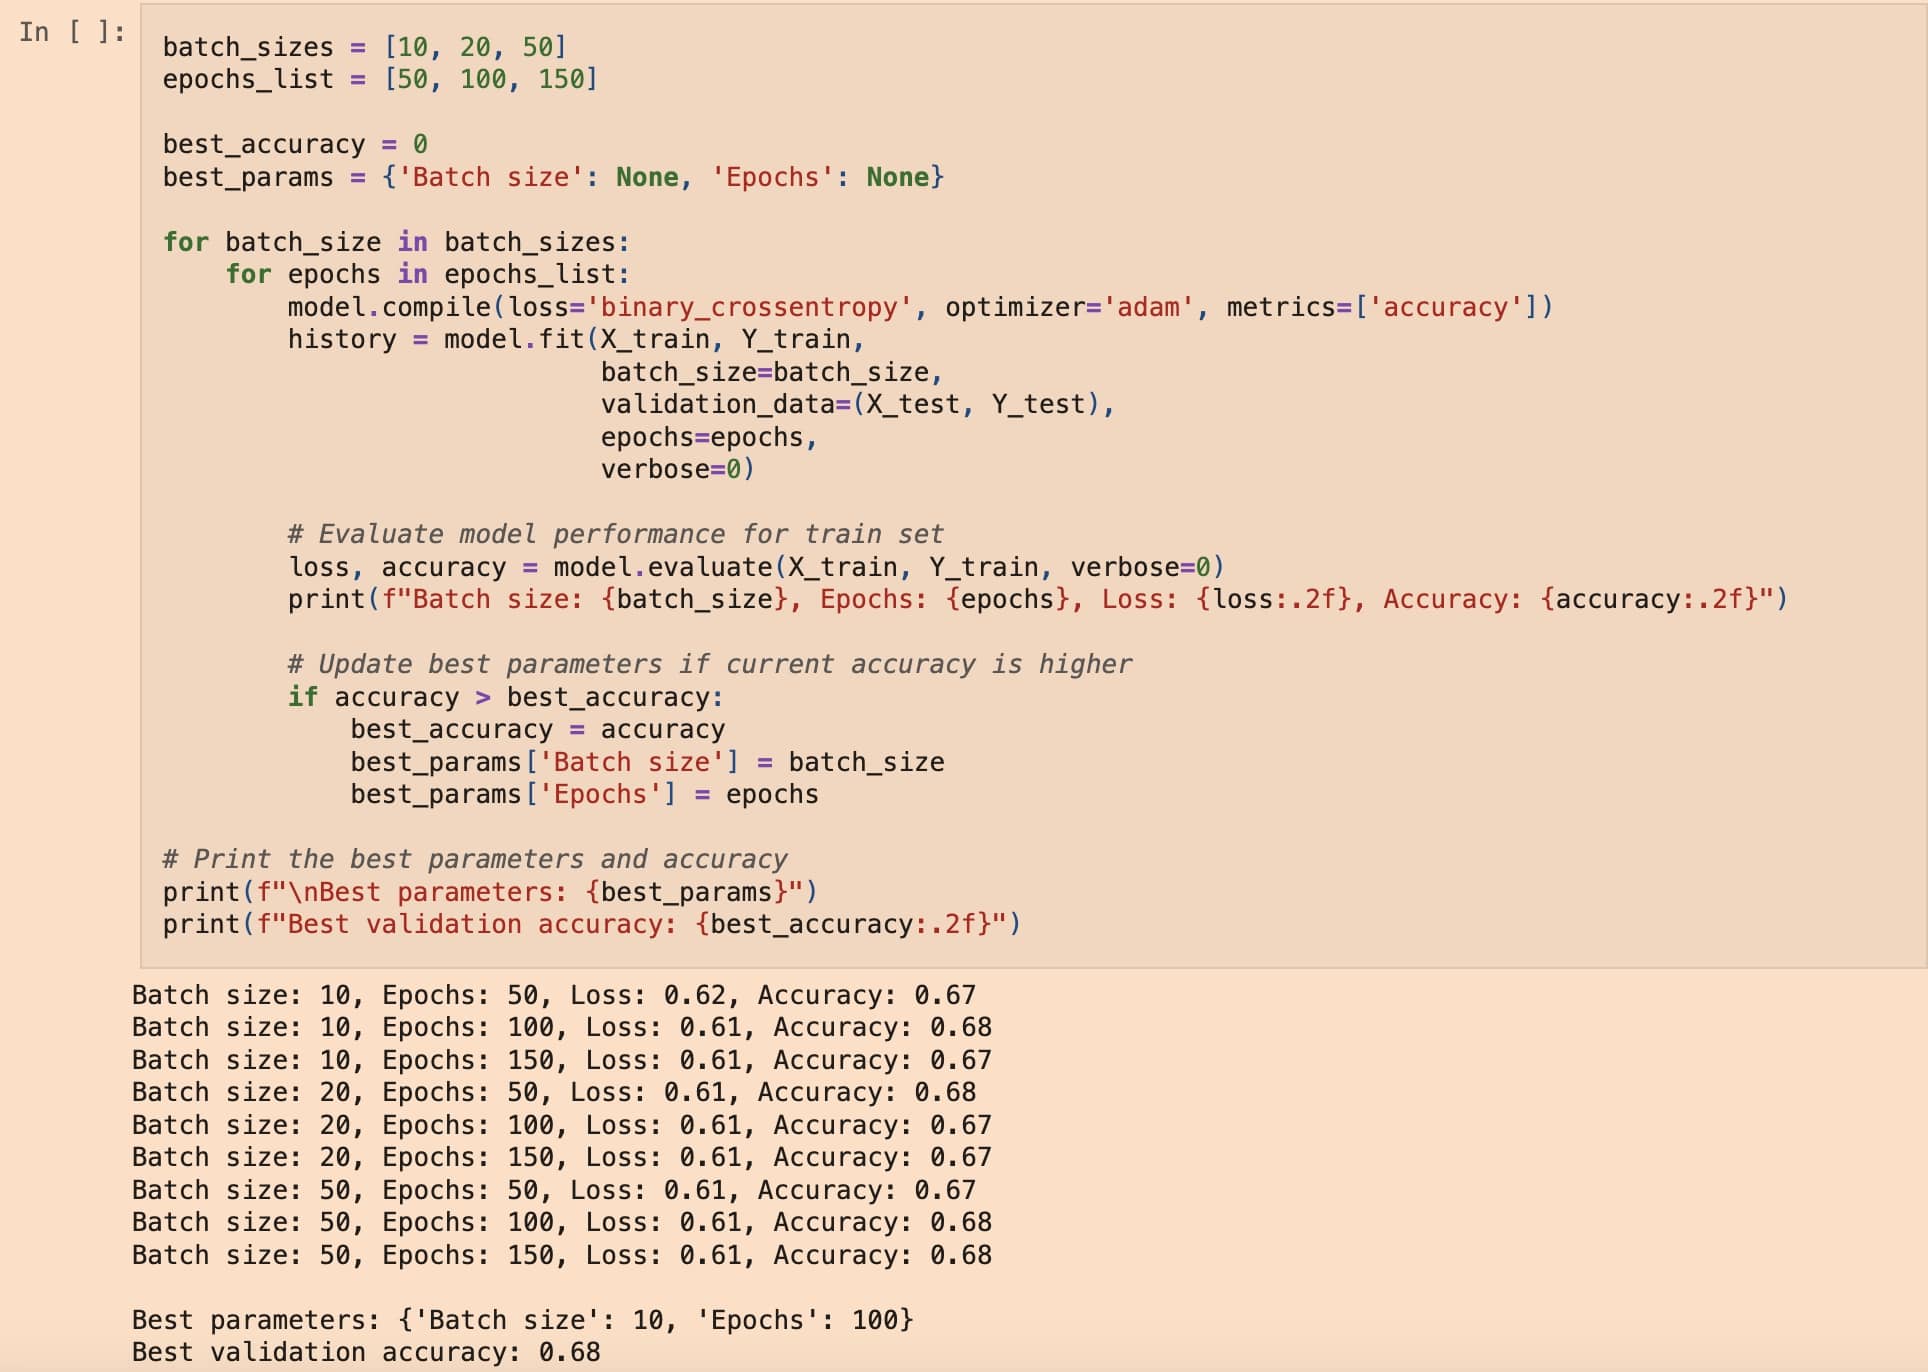 In [ ]:
batch_sizes = [10, 20, 50]
epochs_list = [50, 100, 150]

best_accuracy = 0
best_params = {'Batch size': None, 'Epochs': None}

for batch_size in batch_sizes:
    for epochs in epochs_list:
        model.compile(loss='binary_crossentropy', optimizer='adam', metrics=['accuracy'])
        history = model.fit(X_train, Y_train,
                            batch_size=batch_size,
                            validation_data=(X_test, Y_test),
                            epochs=epochs,
                            verbose=0)

        # Evaluate model performance for train set
        loss, accuracy = model.evaluate(X_train, Y_train, verbose=0)
        print(f"Batch size: {batch_size}, Epochs: {epochs}, Loss: {loss:.2f}, Accuracy: {accuracy:.2f}")

        # Update best parameters if current accuracy is higher
        if accuracy > best_accuracy:
            best_accuracy = accuracy
            best_params['Batch size'] = batch_size
            best_params['Epochs'] = epochs

# Print the best parameters and accuracy
print(f"\nBest parameters: {best_params}")
print(f"Best validation accuracy: {best_accuracy:.2f}")
Batch size: 10, Epochs: 50, Loss: 0.62, Accuracy: 0.67
Batch size: 10, Epochs: 100, Loss: 0.61, Accuracy: 0.68
Batch size: 10, Epochs: 150, Loss: 0.61, Accuracy: 0.67
Batch size: 20, Epochs: 50, Loss: 0.61, Accuracy: 0.68
Batch size: 20, Epochs: 100, Loss: 0.61, Accuracy: 0.67
Batch size: 20, Epochs: 150, Loss: 0.61, Accuracy: 0.67
Batch size: 50, Epochs: 50, Loss: 0.61, Accuracy: 0.67
Batch size: 50, Epochs: 100, Loss: 0.61, Accuracy: 0.68
Batch size: 50, Epochs: 150, Loss: 0.61, Accuracy: 0.68

Best parameters: {'Batch size': 10, 'Epochs': 100}
Best validation accuracy: 0.68